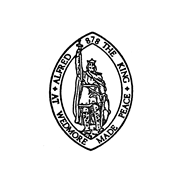 + ALFRED 878 THE KING + AT WEDMORE MADE PEACE